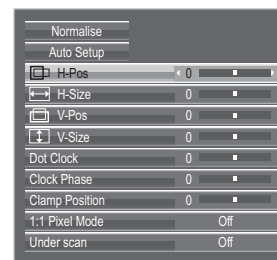 Normalise
Auto Setup
H-Pos 0
H-Size 0
V-Pos 0
V-Size 0
Dot Clock 0
Clock Phase 0
Clamp Position 0
1:1 Pixel Mode Off
Under scan Off